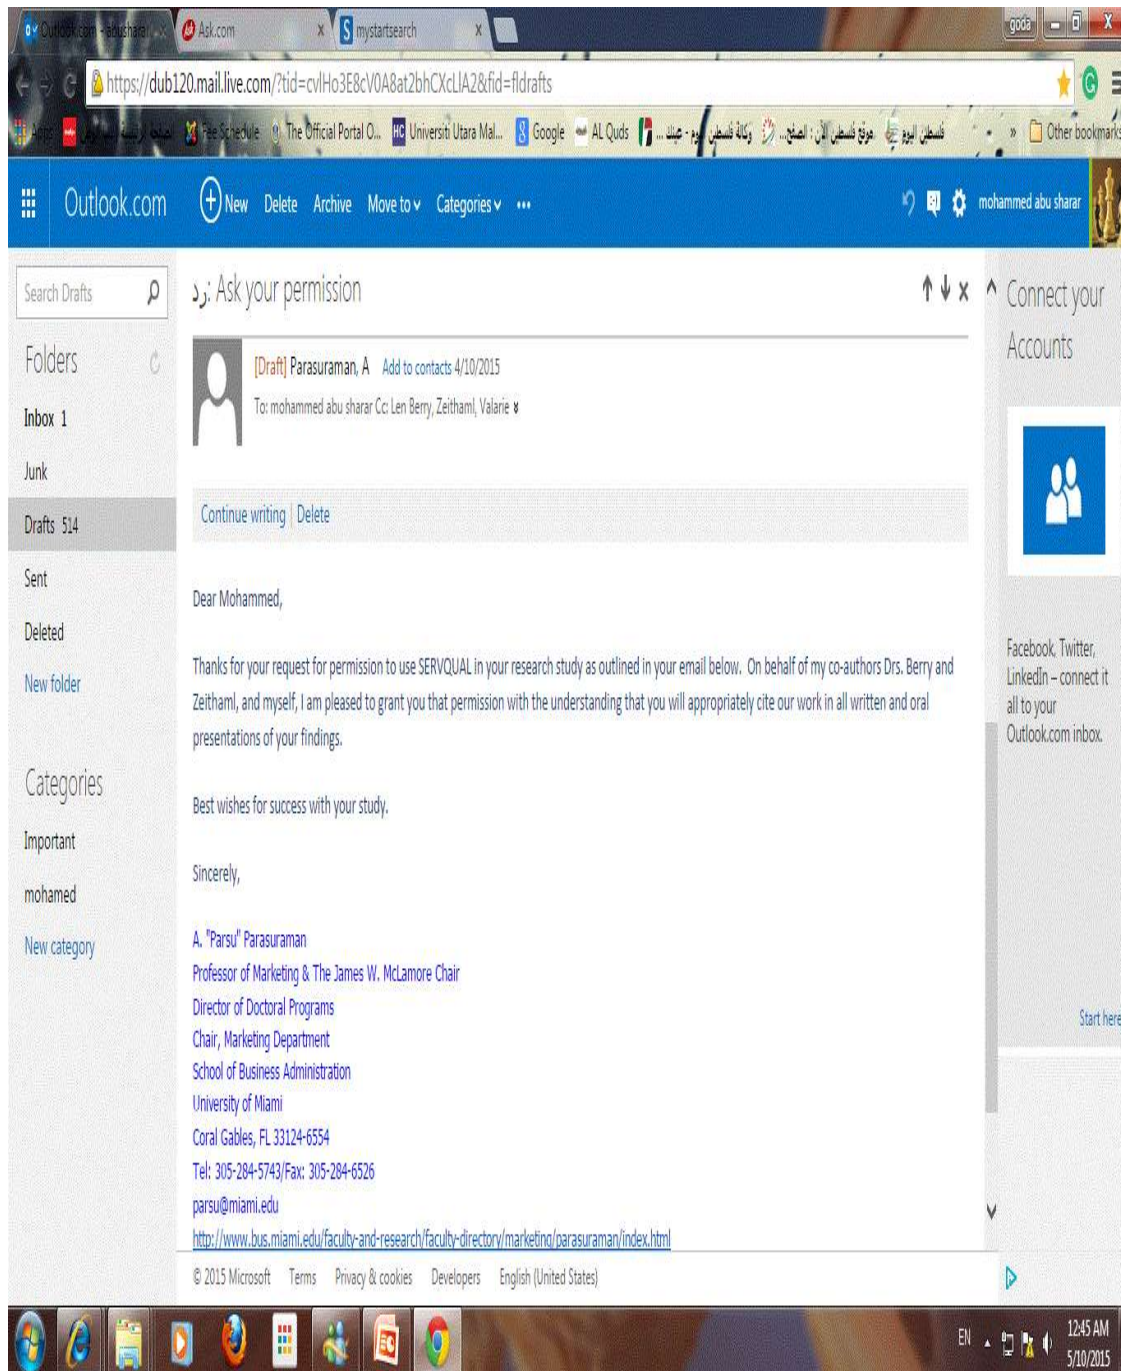 Outlook.com - abusharar
Ask.com
mystartsearch
goda
https://dub120.mail.live.com/?tid=cvlHo3E8cV0A8at2bhCXcLlA2&fid=fldrafts
Apps
Fee Schedule
The Official Portal O...
Universiti Utara Mal...
Google
AL Quds
وكالة فلسطين اليوم - عينك ...
موقع فلسطين الآن : الصفح...
فلسطين اليوم
»
Other bookmarks
Outlook.com
New
Delete
Archive
Move to
Categories
•••
mohammed abu sharar
Search Drafts
Folders
Inbox 1
Junk
Drafts 514
Sent
Deleted
New folder
Categories
Important
mohamed
New category
رد: Ask your permission
[Draft] Parasuraman, A Add to contacts 4/10/2015
To: mohammed abu sharar Cc: Len Berry, Zeithaml, Valarie
Continue writing | Delete
Dear Mohammed,
Thanks for your request for permission to use SERVQUAL in your research study as outlined in your email below. On behalf of my co-authors Drs. Berry and
Zeithaml, and myself, I am pleased to grant you that permission with the understanding that you will appropriately cite our work in all written and oral
presentations of your findings.
Best wishes for success with your study.
Sincerely,
A. "Parsu" Parasuraman
Professor of Marketing & The James W. McLamore Chair
Director of Doctoral Programs
Chair, Marketing Department
School of Business Administration
University of Miami
Coral Gables, FL 33124-6554
Tel: 305-284-5743/Fax: 305-284-6526
parsu@miami.edu
http://www.bus.miami.edu/faculty-and-research/faculty-directory/marketing/parasuraman/index.html
© 2015 Microsoft Terms Privacy & cookies Developers English (United States)
Connect your
Accounts
Facebook, Twitter,
LinkedIn – connect it
all to your
Outlook.com inbox.
Start here
EN
12:45 AM
5/10/2015